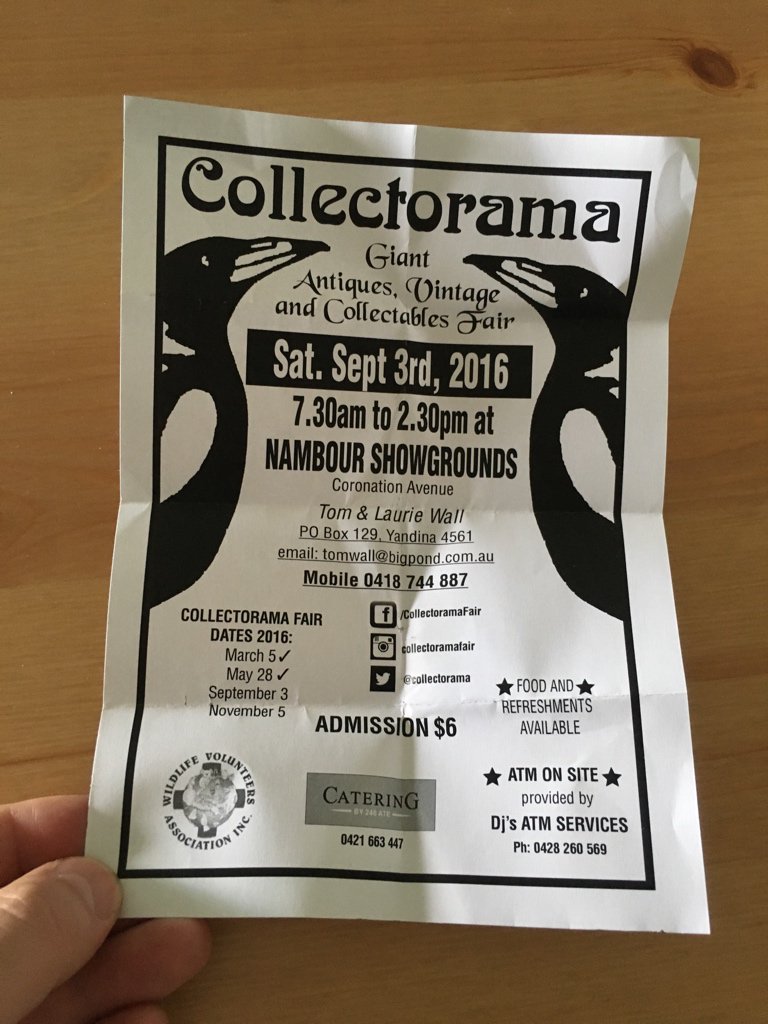 Collectorama
Giant
Antiques, Vintage
and Collectables Fair
Sat. Sept 3rd, 2016
7.30am to 2.30pm at
NAMBOUR SHOWGROUNDS
Coronation Avenue
Tom & Laurie Wall
PO Box 129, Yandina 4561
email: tomwall@bigpond.com.au
Mobile 0418 744 887
f /CollectoramaFair
collectoramafair
@collectorama
COLLECTORAMA FAIR
DATES 2016:
March 5 ✓
May 28 ✓
September 3
November 5
ADMISSION $6
★ FOOD AND ★
REFRESHMENTS
AVAILABLE
WILDLIFE VOLUNTEERS
ASSOCIATION INC.
CATERING
BY 246 ATE
0421 663 447
★ ATM ON SITE ★
provided by
Dj's ATM SERVICES
Ph: 0428 260 569